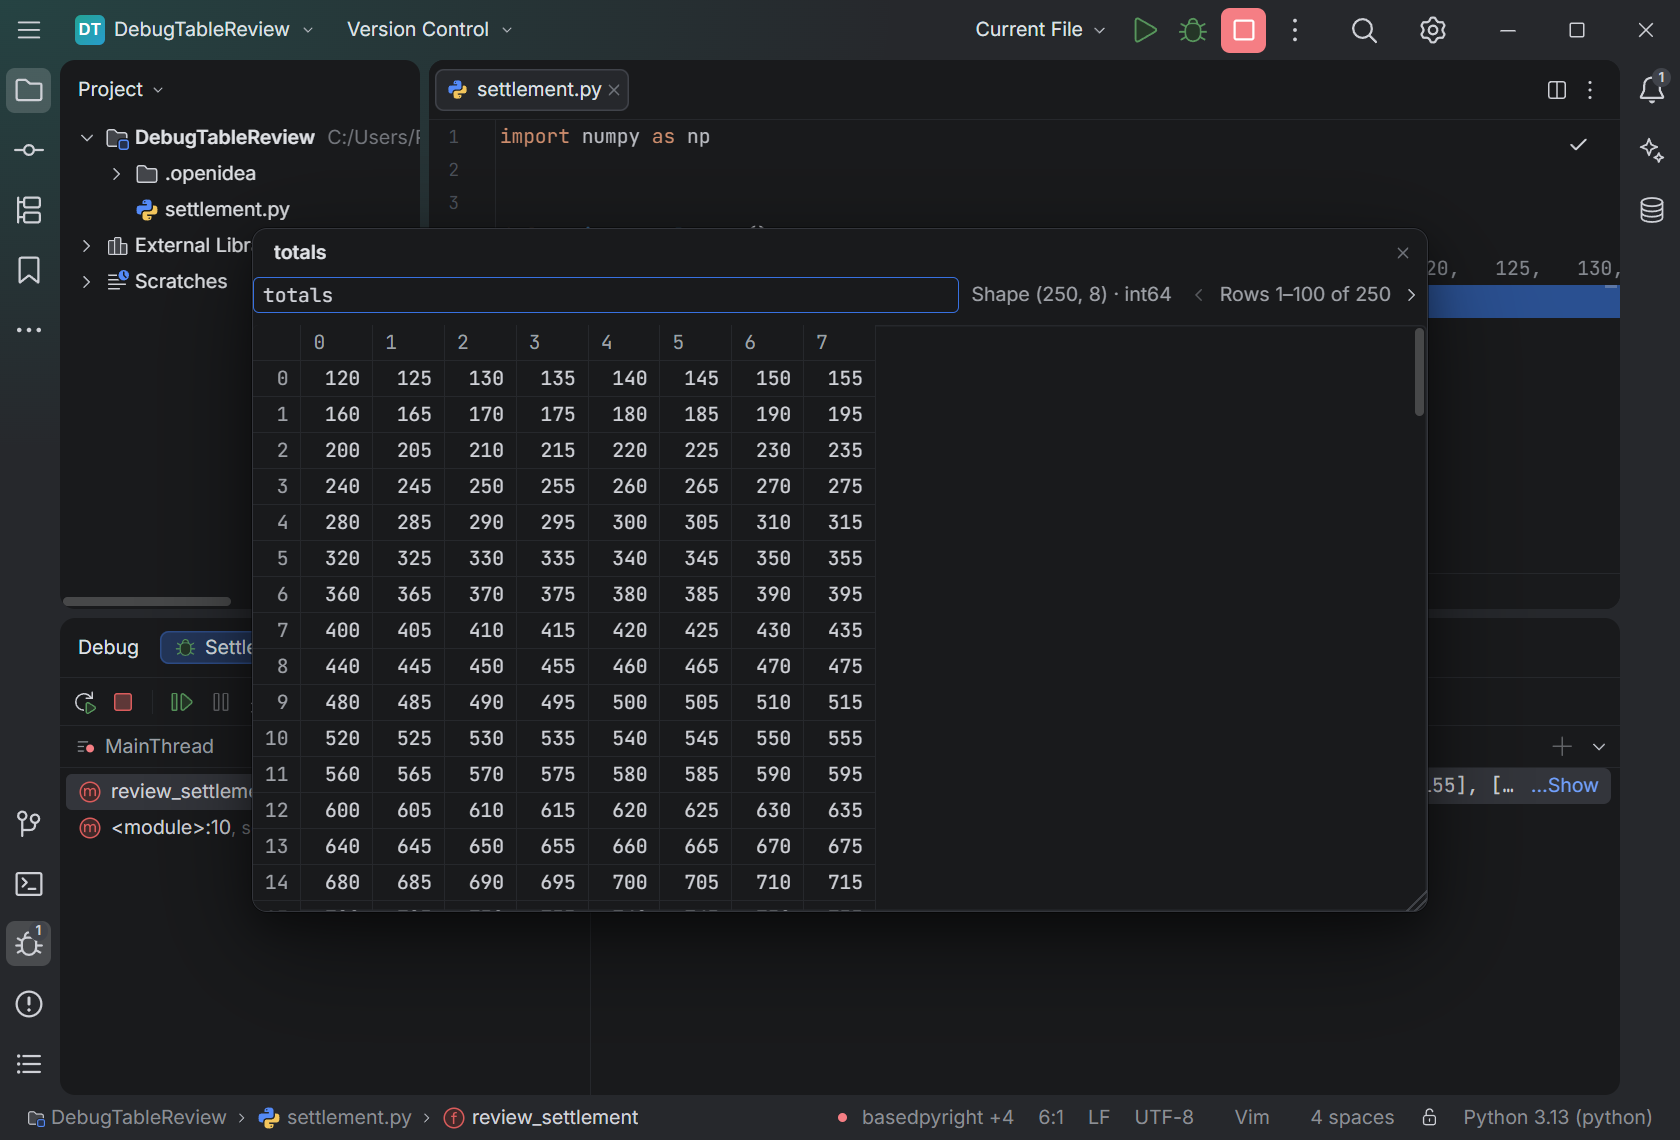 DT DebugTableReview Version Control Current File
Project
settlement.py
1
DebugTableReview C:/Users/
.openidea
settlement.py
External Libr
Scratches
1 import numpy as np
2
3
20, 125, 130,
totals
totals Shape (250, 8) · int64 Rows 1–100 of 250
0 1 2 3 4 5 6 7
0 120 125 130 135 140 145 150 155
1 160 165 170 175 180 185 190 195
2 200 205 210 215 220 225 230 235
3 240 245 250 255 260 265 270 275
4 280 285 290 295 300 305 310 315
5 320 325 330 335 340 345 350 355
6 360 365 370 375 380 385 390 395
7 400 405 410 415 420 425 430 435
8 440 445 450 455 460 465 470 475
9 480 485 490 495 500 505 510 515
10 520 525 530 535 540 545 550 555
11 560 565 570 575 580 585 590 595
12 600 605 610 615 620 625 630 635
13 640 645 650 655 660 665 670 675
14 680 685 690 695 700 705 710 715
Debug Settle
MainThread
review_settleme
<module>:10, s
55], [… …Show
1
DebugTableReview › settlement.py › review_settlement
basedpyright +4 6:1 LF UTF-8 Vim 4 spaces Python 3.13 (python)